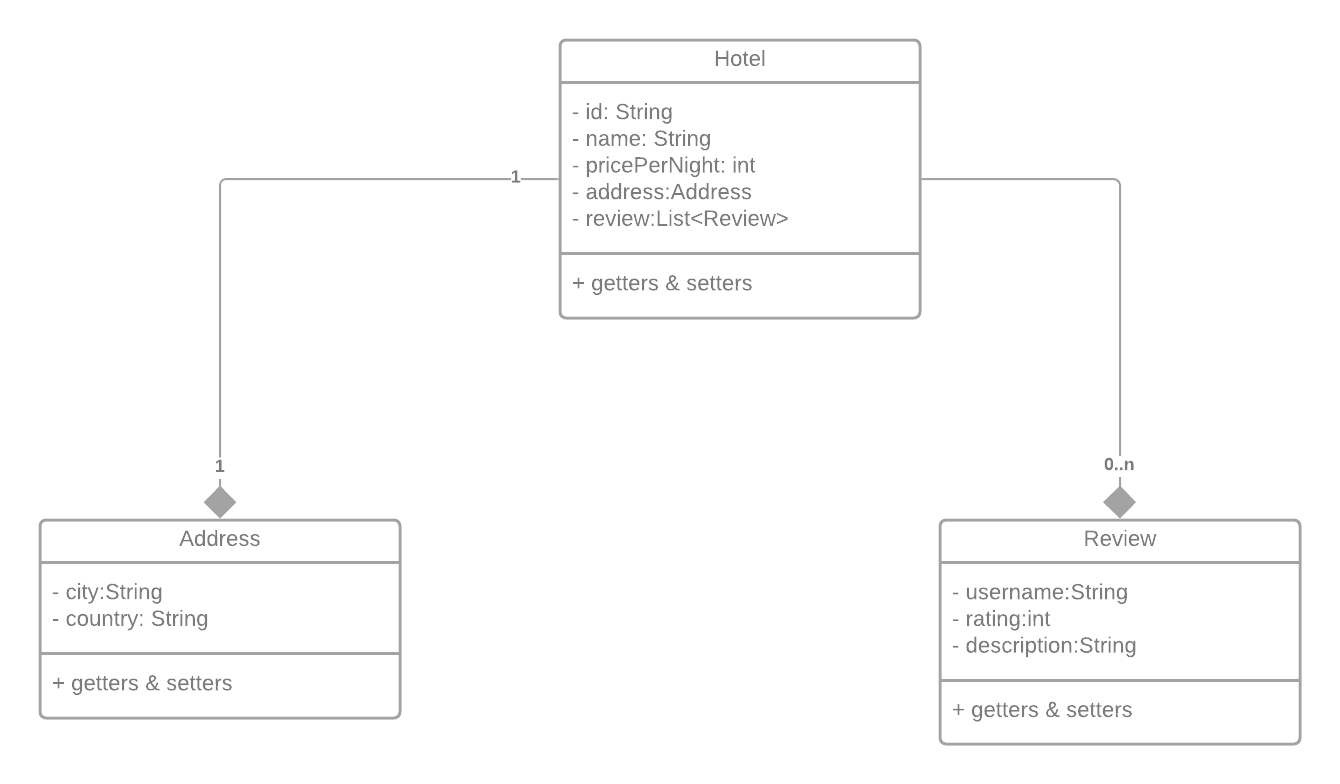 Hotel
- id: String
- name: String
- pricePerNight: int
- address:Address
- review:List<Review>
+ getters & setters
1
1
0..n
Address
- city:String
- country: String
+ getters & setters
Review
- username:String
- rating:int
- description:String
+ getters & setters